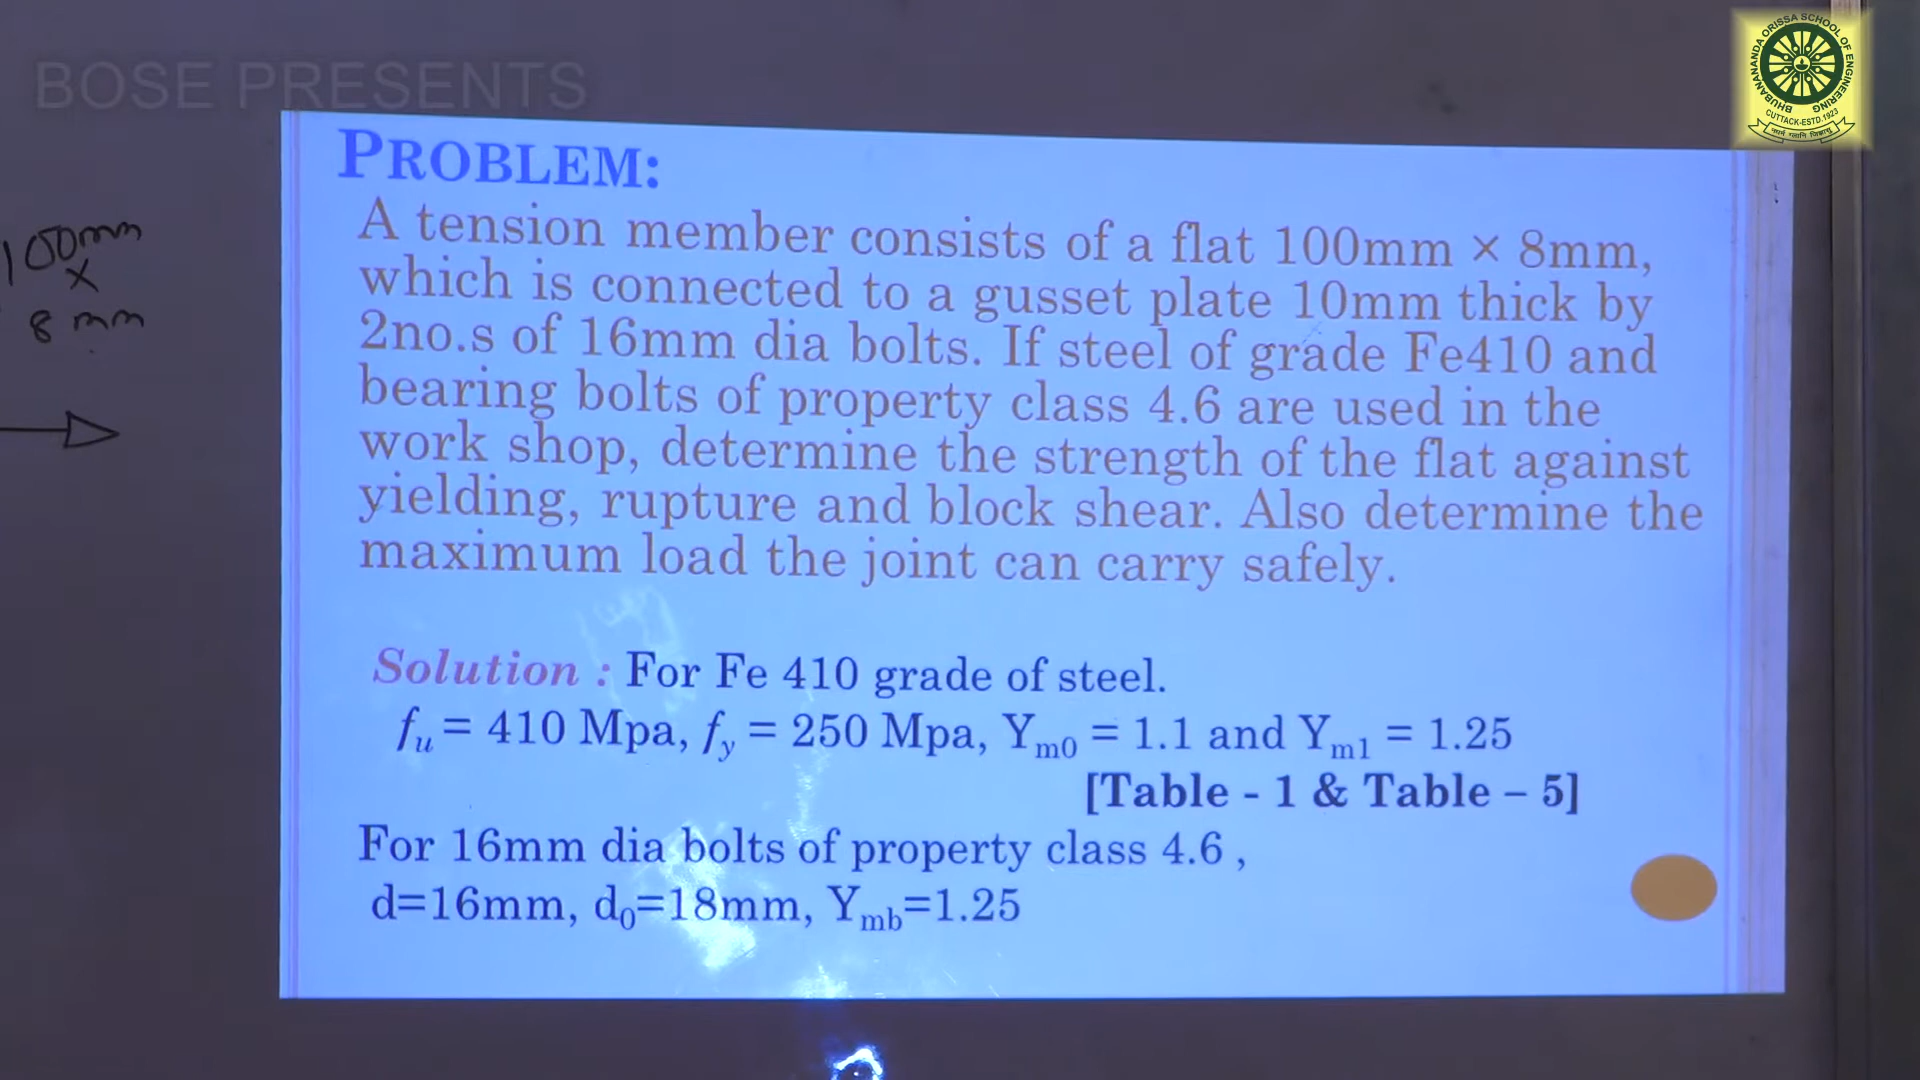 BOSE PRESENTS
BHUBANANANDA ORISSA SCHOOL OF ENGINEERING
CUTTACK-ESTD.1923
100mm
×
8 mm
PROBLEM:
A tension member consists of a flat 100mm × 8mm,
which is connected to a gusset plate 10mm thick by
2no.s of 16mm dia bolts. If steel of grade Fe410 and
bearing bolts of property class 4.6 are used in the
work shop, determine the strength of the flat against
yielding, rupture and block shear. Also determine the
maximum load the joint can carry safely.
Solution : For Fe 410 grade of steel.
fu = 410 Mpa, fy = 250 Mpa, Ym0 = 1.1 and Ym1 = 1.25
[Table - 1 & Table – 5]
For 16mm dia bolts of property class 4.6 ,
d=16mm, d0=18mm, Ymb=1.25